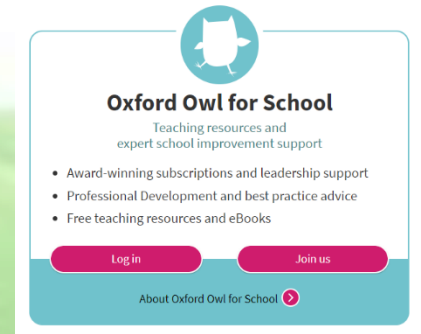 Oxford Owl for School
Teaching resources and
expert school improvement support
• Award-winning subscriptions and leadership support
• Professional Development and best practice advice
• Free teaching resources and eBooks
Log in
Join us
About Oxford Owl for School